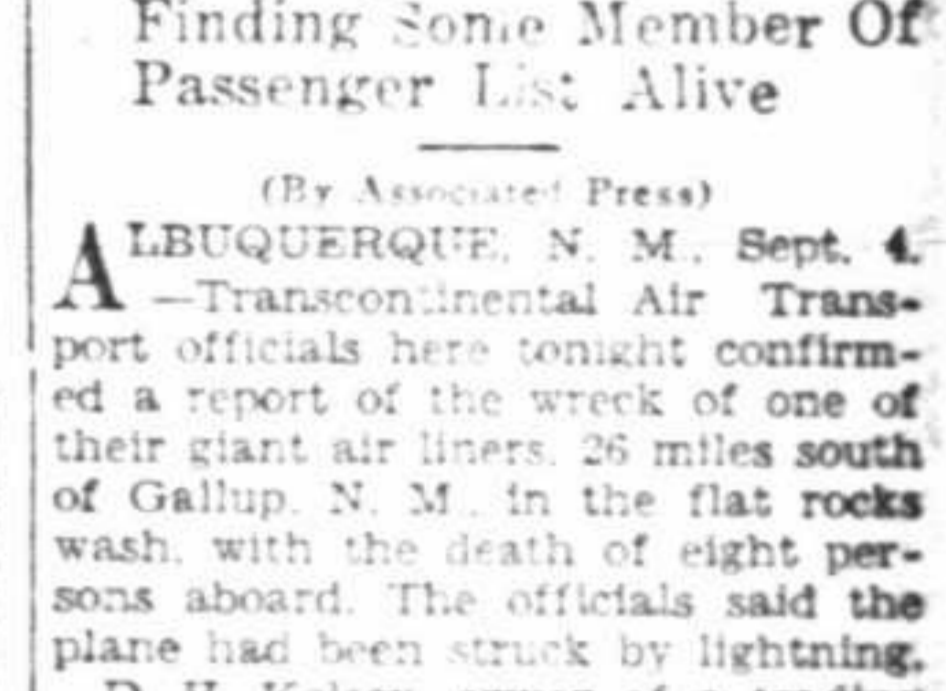 Finding Some Member Of
Passenger List Alive
(By Associated Press)
ALBUQUERQUE, N. M., Sept. 4.
—Transcontinental Air Trans-
port officials here tonight confirm-
ed a report of the wreck of one of
their giant air liners, 26 miles south
of Gallup, N. M., in the flat rocks
wash, with the death of eight per-
sons aboard. The officials said the
plane had been struck by lightning.